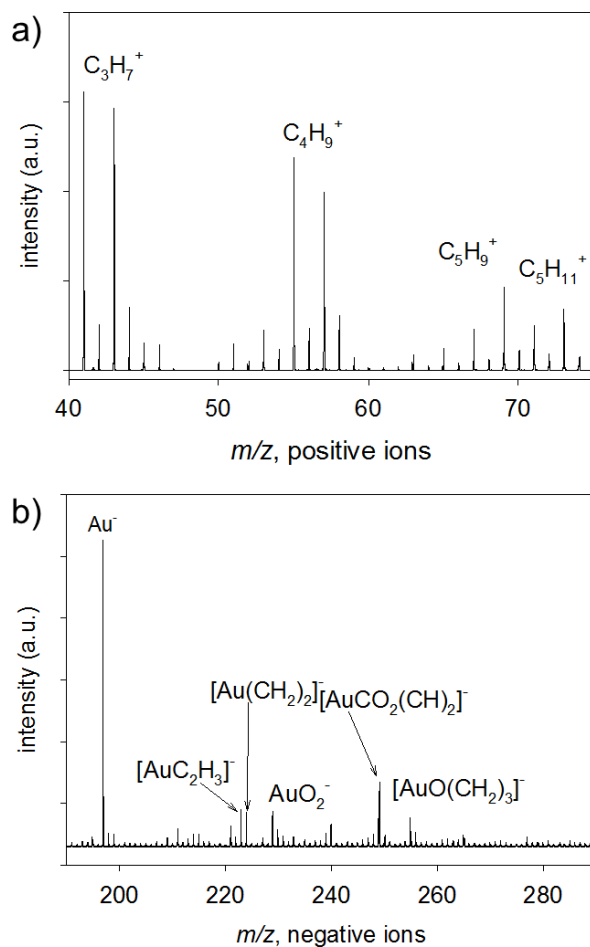 a)
C₃H₇⁺
C₄H₉⁺
C₅H₉⁺
C₅H₁₁⁺
intensity (a.u.)
40 50 60 70
m/z, positive ions
b)
Au⁻
[Au(CH₂)₂]⁻ [AuCO₂(CH)₂]⁻
[AuC₂H₃]⁻
AuO₂⁻
[AuO(CH₂)₃]⁻
intensity (a.u.)
200 220 240 260 280
m/z, negative ions